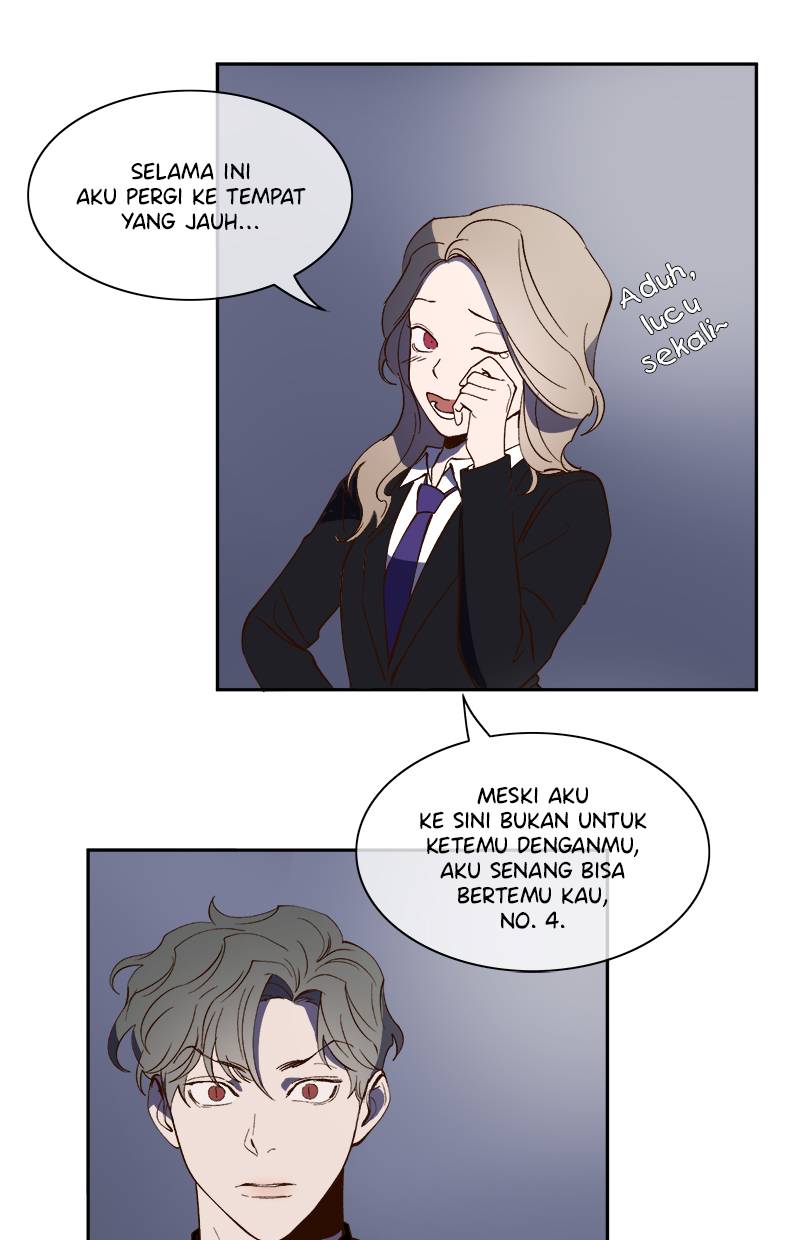 SELAMA INI
AKU PERGI KE TEMPAT
YANG JAUH...
Aduh,
lucu
sekali~
MESKI AKU
KE SINI BUKAN UNTUK
KETEMU DENGANMU,
AKU SENANG BISA
BERTEMU KAU,
NO. 4.